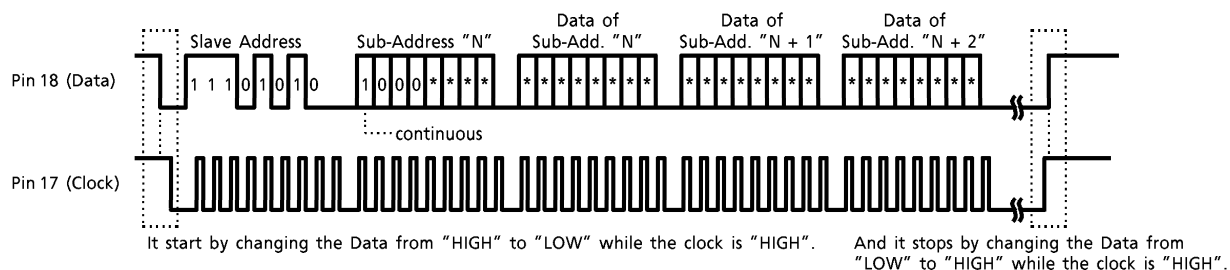 Slave Address
Sub-Address "N"
Data of
Sub-Add. "N"
Data of
Sub-Add. "N + 1"
Data of
Sub-Add. "N + 2"
Pin 18 (Data)
1 1 1 0 1 0 1 0
1 0 0 0 * * * *
* * * * * * * *
* * * * * * * *
* * * * * * * *
continuous
Pin 17 (Clock)
It start by changing the Data from "HIGH" to "LOW" while the clock is "HIGH".
And it stops by changing the Data from
"LOW" to "HIGH" while the clock is "HIGH".